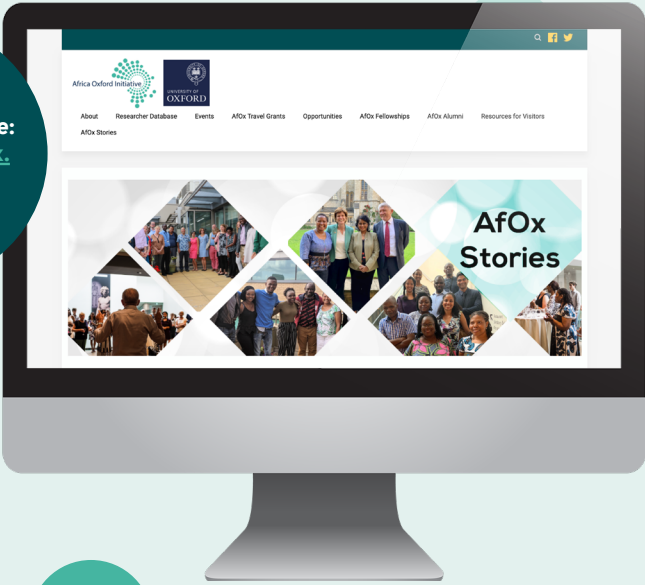 e:
x.
Africa Oxford Initiative
UNIVERSITY OF
OXFORD
About Researcher Database Events AfOx Travel Grants Opportunities AfOx Fellowships AfOx Alumni Resources for Visitors
AfOx Stories
AfOx
Stories